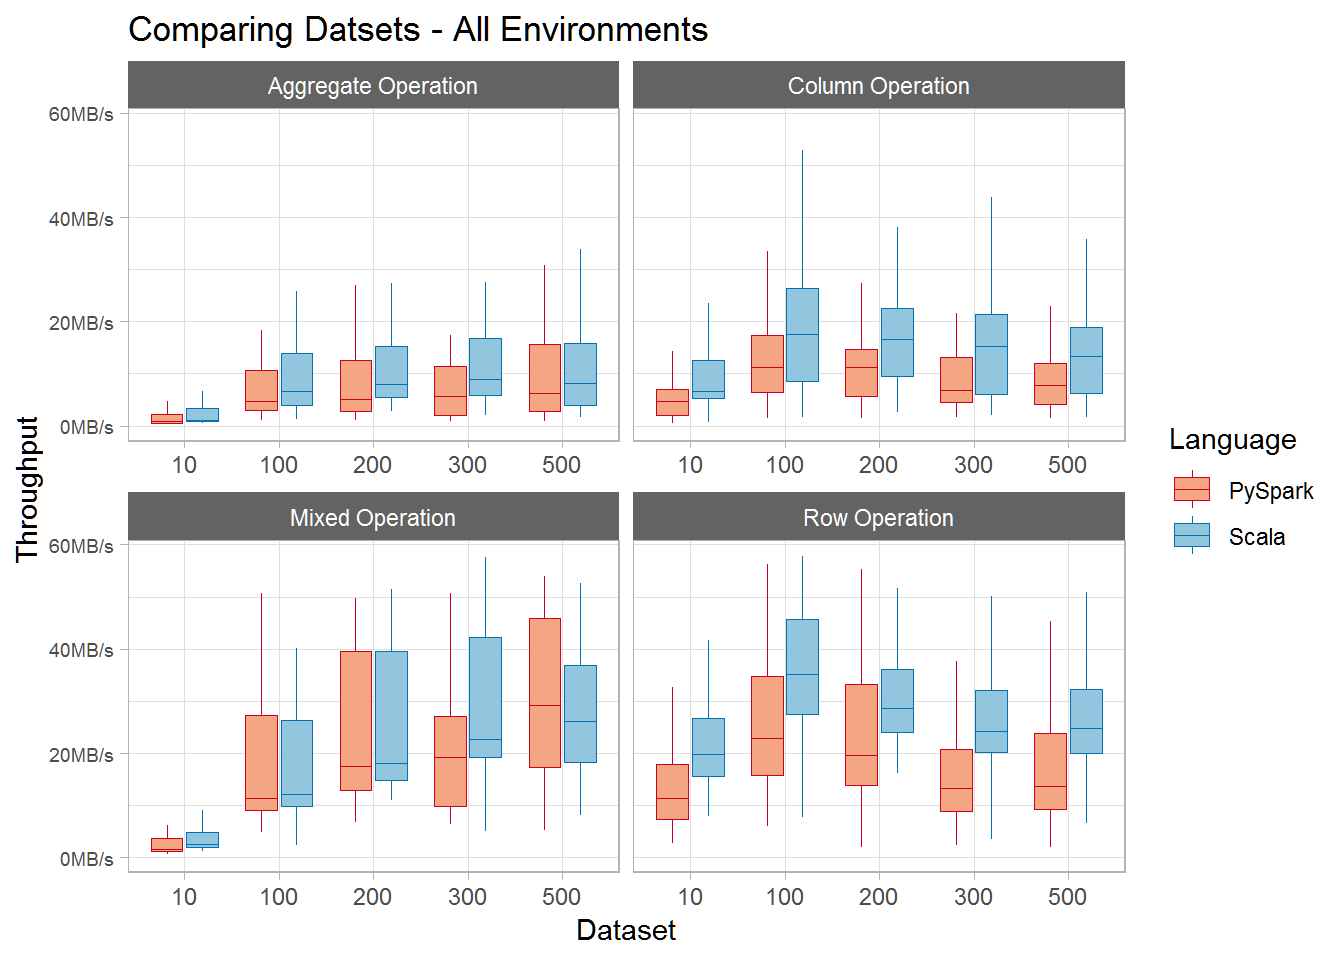 Comparing Datsets - All Environments
Aggregate Operation
Column Operation
60MB/s
40MB/s
20MB/s
0MB/s
10 100 200 300 500
10 100 200 300 500
Mixed Operation
Row Operation
60MB/s
40MB/s
20MB/s
0MB/s
10 100 200 300 500
10 100 200 300 500
Throughput
Dataset
Language
PySpark
Scala